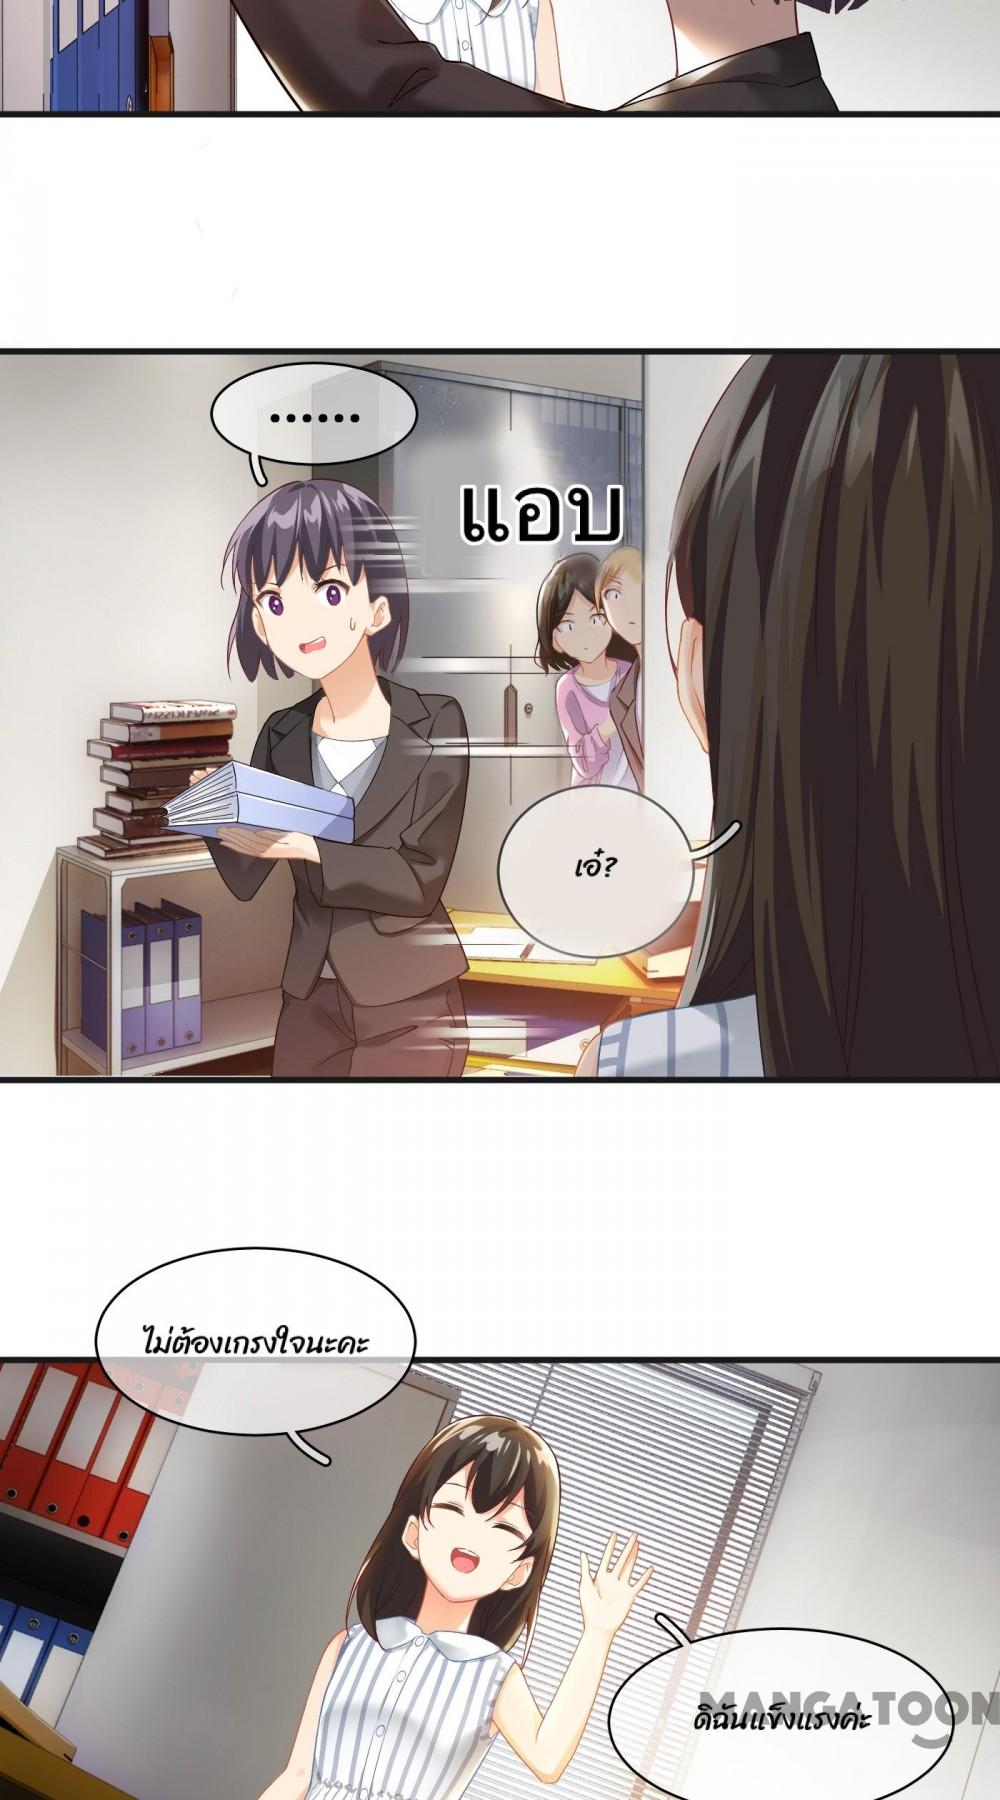 ......
แอบ
เอ๋?
ไม่ต้องเกรงใจนะคะ
ดิฉันแข็งแรงค่ะ
MANGATOON